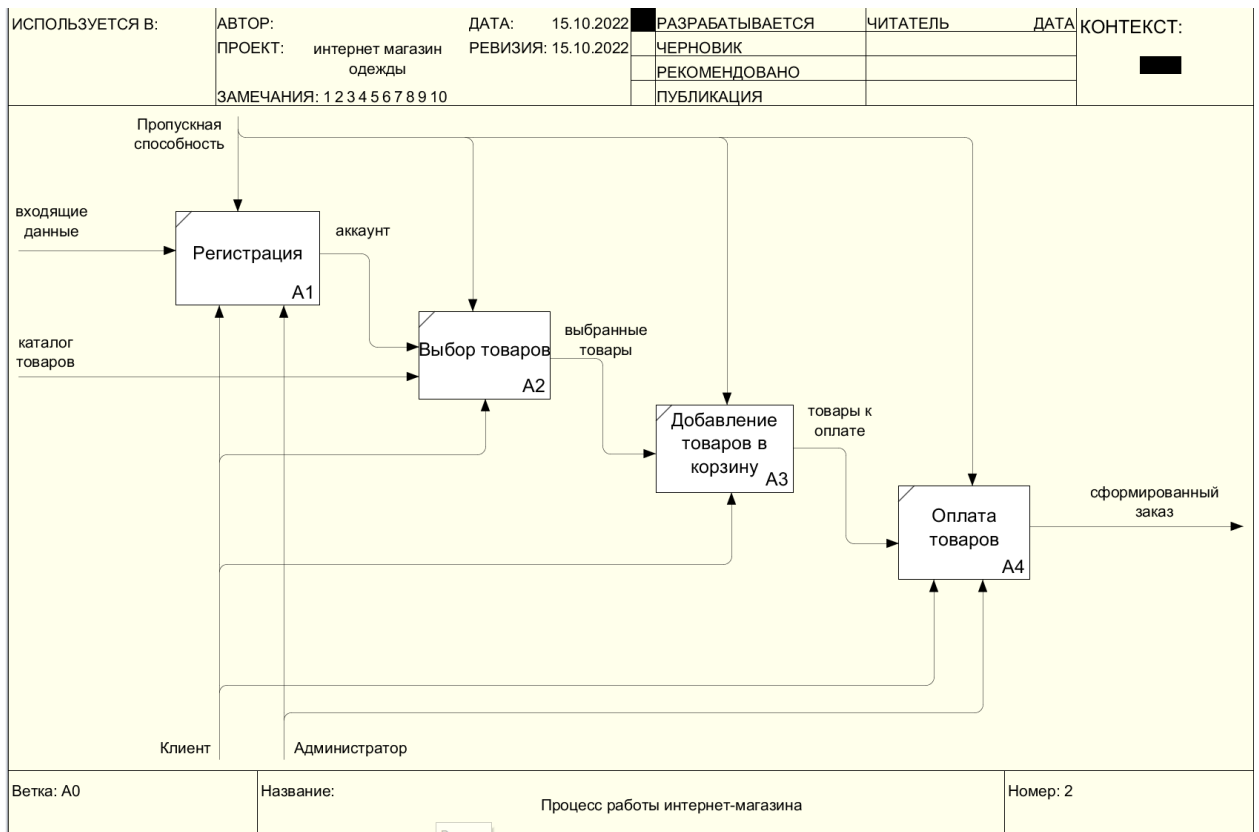 ИСПОЛЬЗУЕТСЯ В:
АВТОР:
ДАТА: 15.10.2022
РАЗРАБАТЫВАЕТСЯ
ЧИТАТЕЛЬ
ДАТА
КОНТЕКСТ:
ПРОЕКТ: интернет магазин
одежды
РЕВИЗИЯ: 15.10.2022
ЧЕРНОВИК
РЕКОМЕНДОВАНО
ЗАМЕЧАНИЯ: 1 2 3 4 5 6 7 8 9 10
ПУБЛИКАЦИЯ
Пропускная
способность
входящие
данные
Регистрация
A1
аккаунт
каталог
товаров
Выбор товаров
A2
выбранные
товары
Добавление
товаров в
корзину
A3
товары к
оплате
Оплата
товаров
A4
сформированный
заказ
Клиент
Администратор
Ветка: A0
Название:
Процесс работы интернет-магазина
Номер: 2